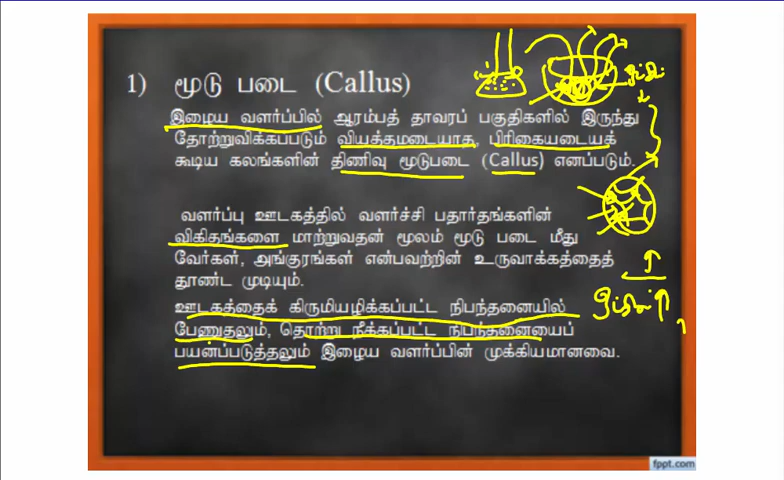 1) மூடு படை (Callus)
இழைய வளர்ப்பில் ஆரம்பத் தாவரப் பகுதிகளில் இருந்து
தோற்றுவிக்கப்படும் வியத்தமடையாத, பிரிகையடையக்
கூடிய கலங்களின் திணிவு மூடுபடை (Callus) எனப்படும்.
வளர்ப்பு ஊடகத்தில் வளர்ச்சி பதார்தங்களின்
விகிதங்களை மாற்றுவதன் மூலம் மூடு படை மீது
வேர்கள், அங்குரங்கள் என்பவற்றின் உருவாக்கத்தைத்
தூண்ட முடியும்.
ஊடகத்தைக் கிருமியழிக்கப்பட்ட நிபந்தனையில்
பேணுதலும், தொற்று நீக்கப்பட்ட நிபந்தனையைப்
பயன்படுத்தலும் இழைய வளர்ப்பின் முக்கியமானவை.
fppt.com